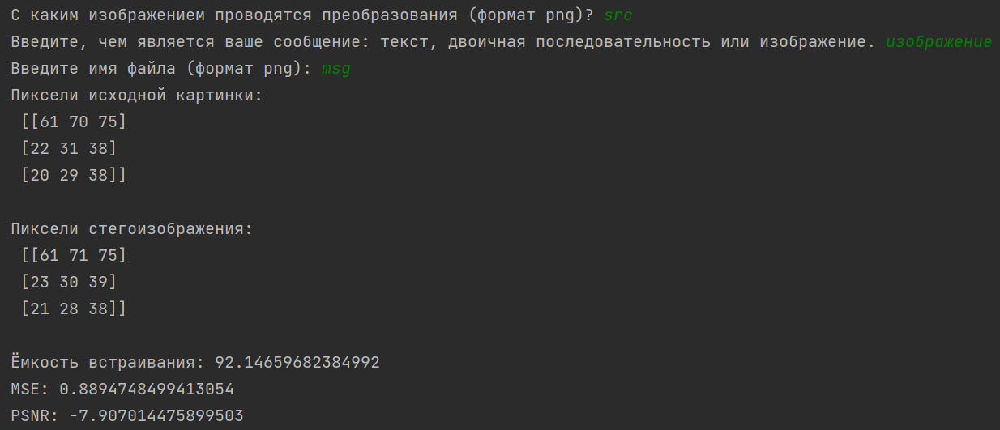 С каким изображением проводятся преобразования (формат png)? src
Введите, чем является ваше сообщение: текст, двоичная последовательность или изображение. изображение
Введите имя файла (формат png): msg
Пиксели исходной картинки:
[[61 70 75]
[22 31 38]
[20 29 38]]
Пиксели стегоизображения:
[[61 71 75]
[23 30 39]
[21 28 38]]
Ёмкость встраивания: 92.14659682384992
MSE: 0.8894748499413054
PSNR: -7.907014475899503